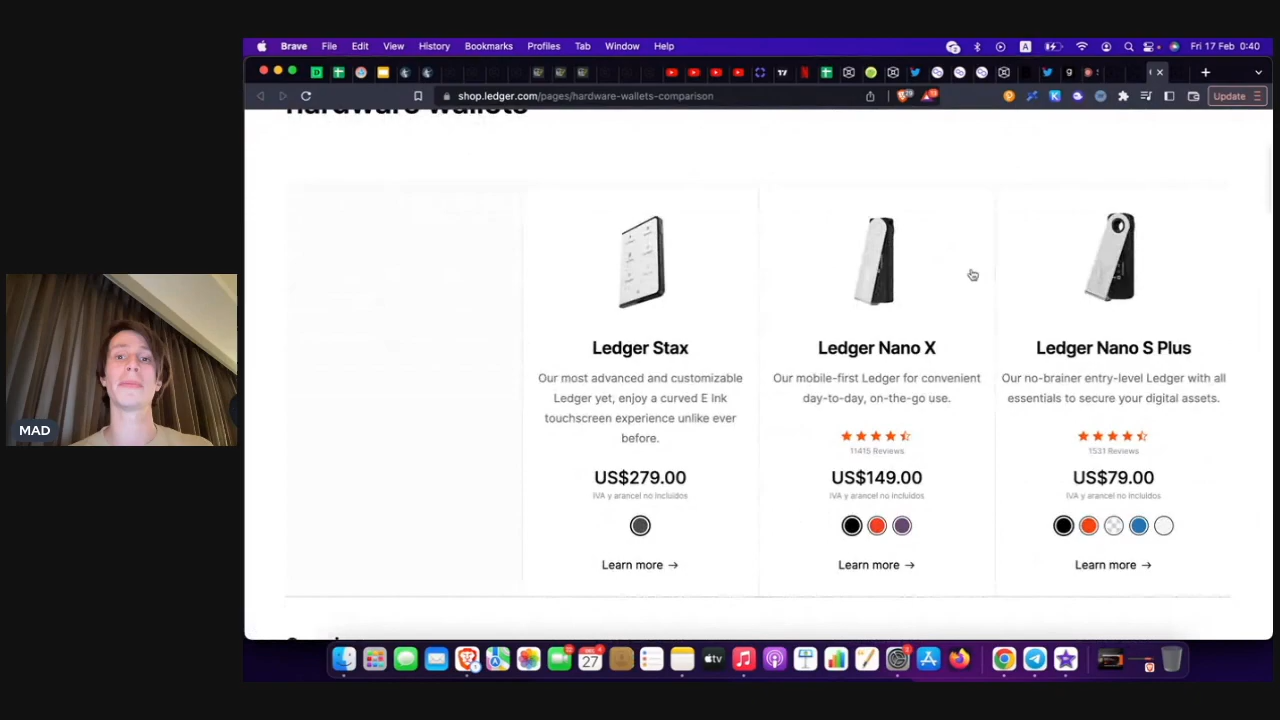 Brave File Edit View History Bookmarks Profiles Tab Window Help
A
Fri 17 Feb 0:40
shop.ledger.com/pages/hardware-wallets-comparison
Update
hardware wallets
Ledger Stax
Our most advanced and customizable
Ledger yet, enjoy a curved E ink
touchscreen experience unlike ever
before.
US$279.00
IVA y arancel no incluidos
Learn more →
Ledger Nano X
Our mobile-first Ledger for convenient
day-to-day, on-the-go use.
11415 Reviews
US$149.00
IVA y arancel no incluidos
Learn more →
Ledger Nano S Plus
Our no-brainer entry-level Ledger with all
essentials to secure your digital assets.
1531 Reviews
US$79.00
IVA y arancel no incluidos
Learn more →
MAD
27
tv